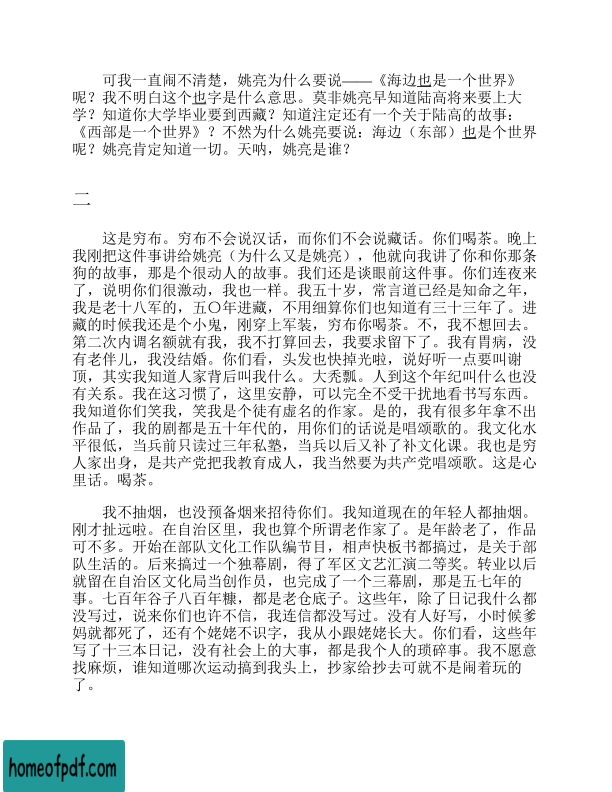 可我一直闹不清楚，姚亮为什么要说——《海边也是一个世界》
呢？我不明白这个也字是什么意思。莫非姚亮早知道陆高将来要上大
学？知道你大学毕业要到西藏？知道注定还有一个关于陆高的故事：
《西部是一个世界》？不然为什么姚亮要说：海边（东部）也是个世界
呢？姚亮肯定知道一切。天呐，姚亮是谁？
二
这是穷布。穷布不会说汉话，而你们不会说藏话。你们喝茶。晚上
我刚把这件事讲给姚亮（为什么又是姚亮），他就向我讲了你和你那条
狗的故事，那是个很动人的故事。我们还是谈眼前这件事。你们连夜来
了，说明你们很激动，我也一样。我五十岁，常言道已经是知命之年，
我是老十八军的，五〇年进藏，不用细算你们也知道有三十三年了。进
藏的时候我还是个小鬼，刚穿上军装，穷布你喝茶。不，我不想回去。
第二次内调名额就有我，我不打算回去，我要求留下了。我有胃病，没
有老伴儿，我没结婚。你们看，头发也快掉光啦，说好听一点要叫谢
顶，其实我知道人家背后叫我什么。大秃瓢。人到这个年纪叫什么也没
有关系。我在这习惯了，这里安静，可以完全不受干扰地看书写东西。
我知道你们笑我，笑我是个徒有虚名的作家。是的，我有很多年拿不出
作品了，我的剧都是五十年代的，用你们的话说是唱颂歌的。我文化水
平很低，当兵前只读过三年私塾，当兵以后又补了补文化课。我也是穷
人家出身，是共产党把我教育成人，我当然要为共产党唱颂歌。这是心
里话。喝茶。
我不抽烟，也没预备烟来招待你们。我知道现在的年轻人都抽烟。
刚才扯远啦。在自治区里，我也算个所谓老作家了。是年龄老了，作品
可不多。开始在部队文化工作队编节目，相声快板书都搞过，是关于部
队生活的。后来搞过一个独幕剧，得了军区文艺汇演二等奖。转业以后
就留在自治区文化局当创作员，也完成了一个三幕剧，那是五七年的
事。七百年谷子八百年糠，都是老仓底子。这些年，除了日记我什么都
没写过，说来你们也许不信，我连信都没写过。没有人好写，小时候爹
妈就都死了，还有个姥姥不识字，我从小跟姥姥长大。你们看，这些年
写了十三本日记，没有社会上的大事，都是我个人的琐碎事。我不愿意
找麻烦，谁知道哪次运动搞到我头上，抄家给抄去可就不是闹着玩的
了。
homeofpdf.com